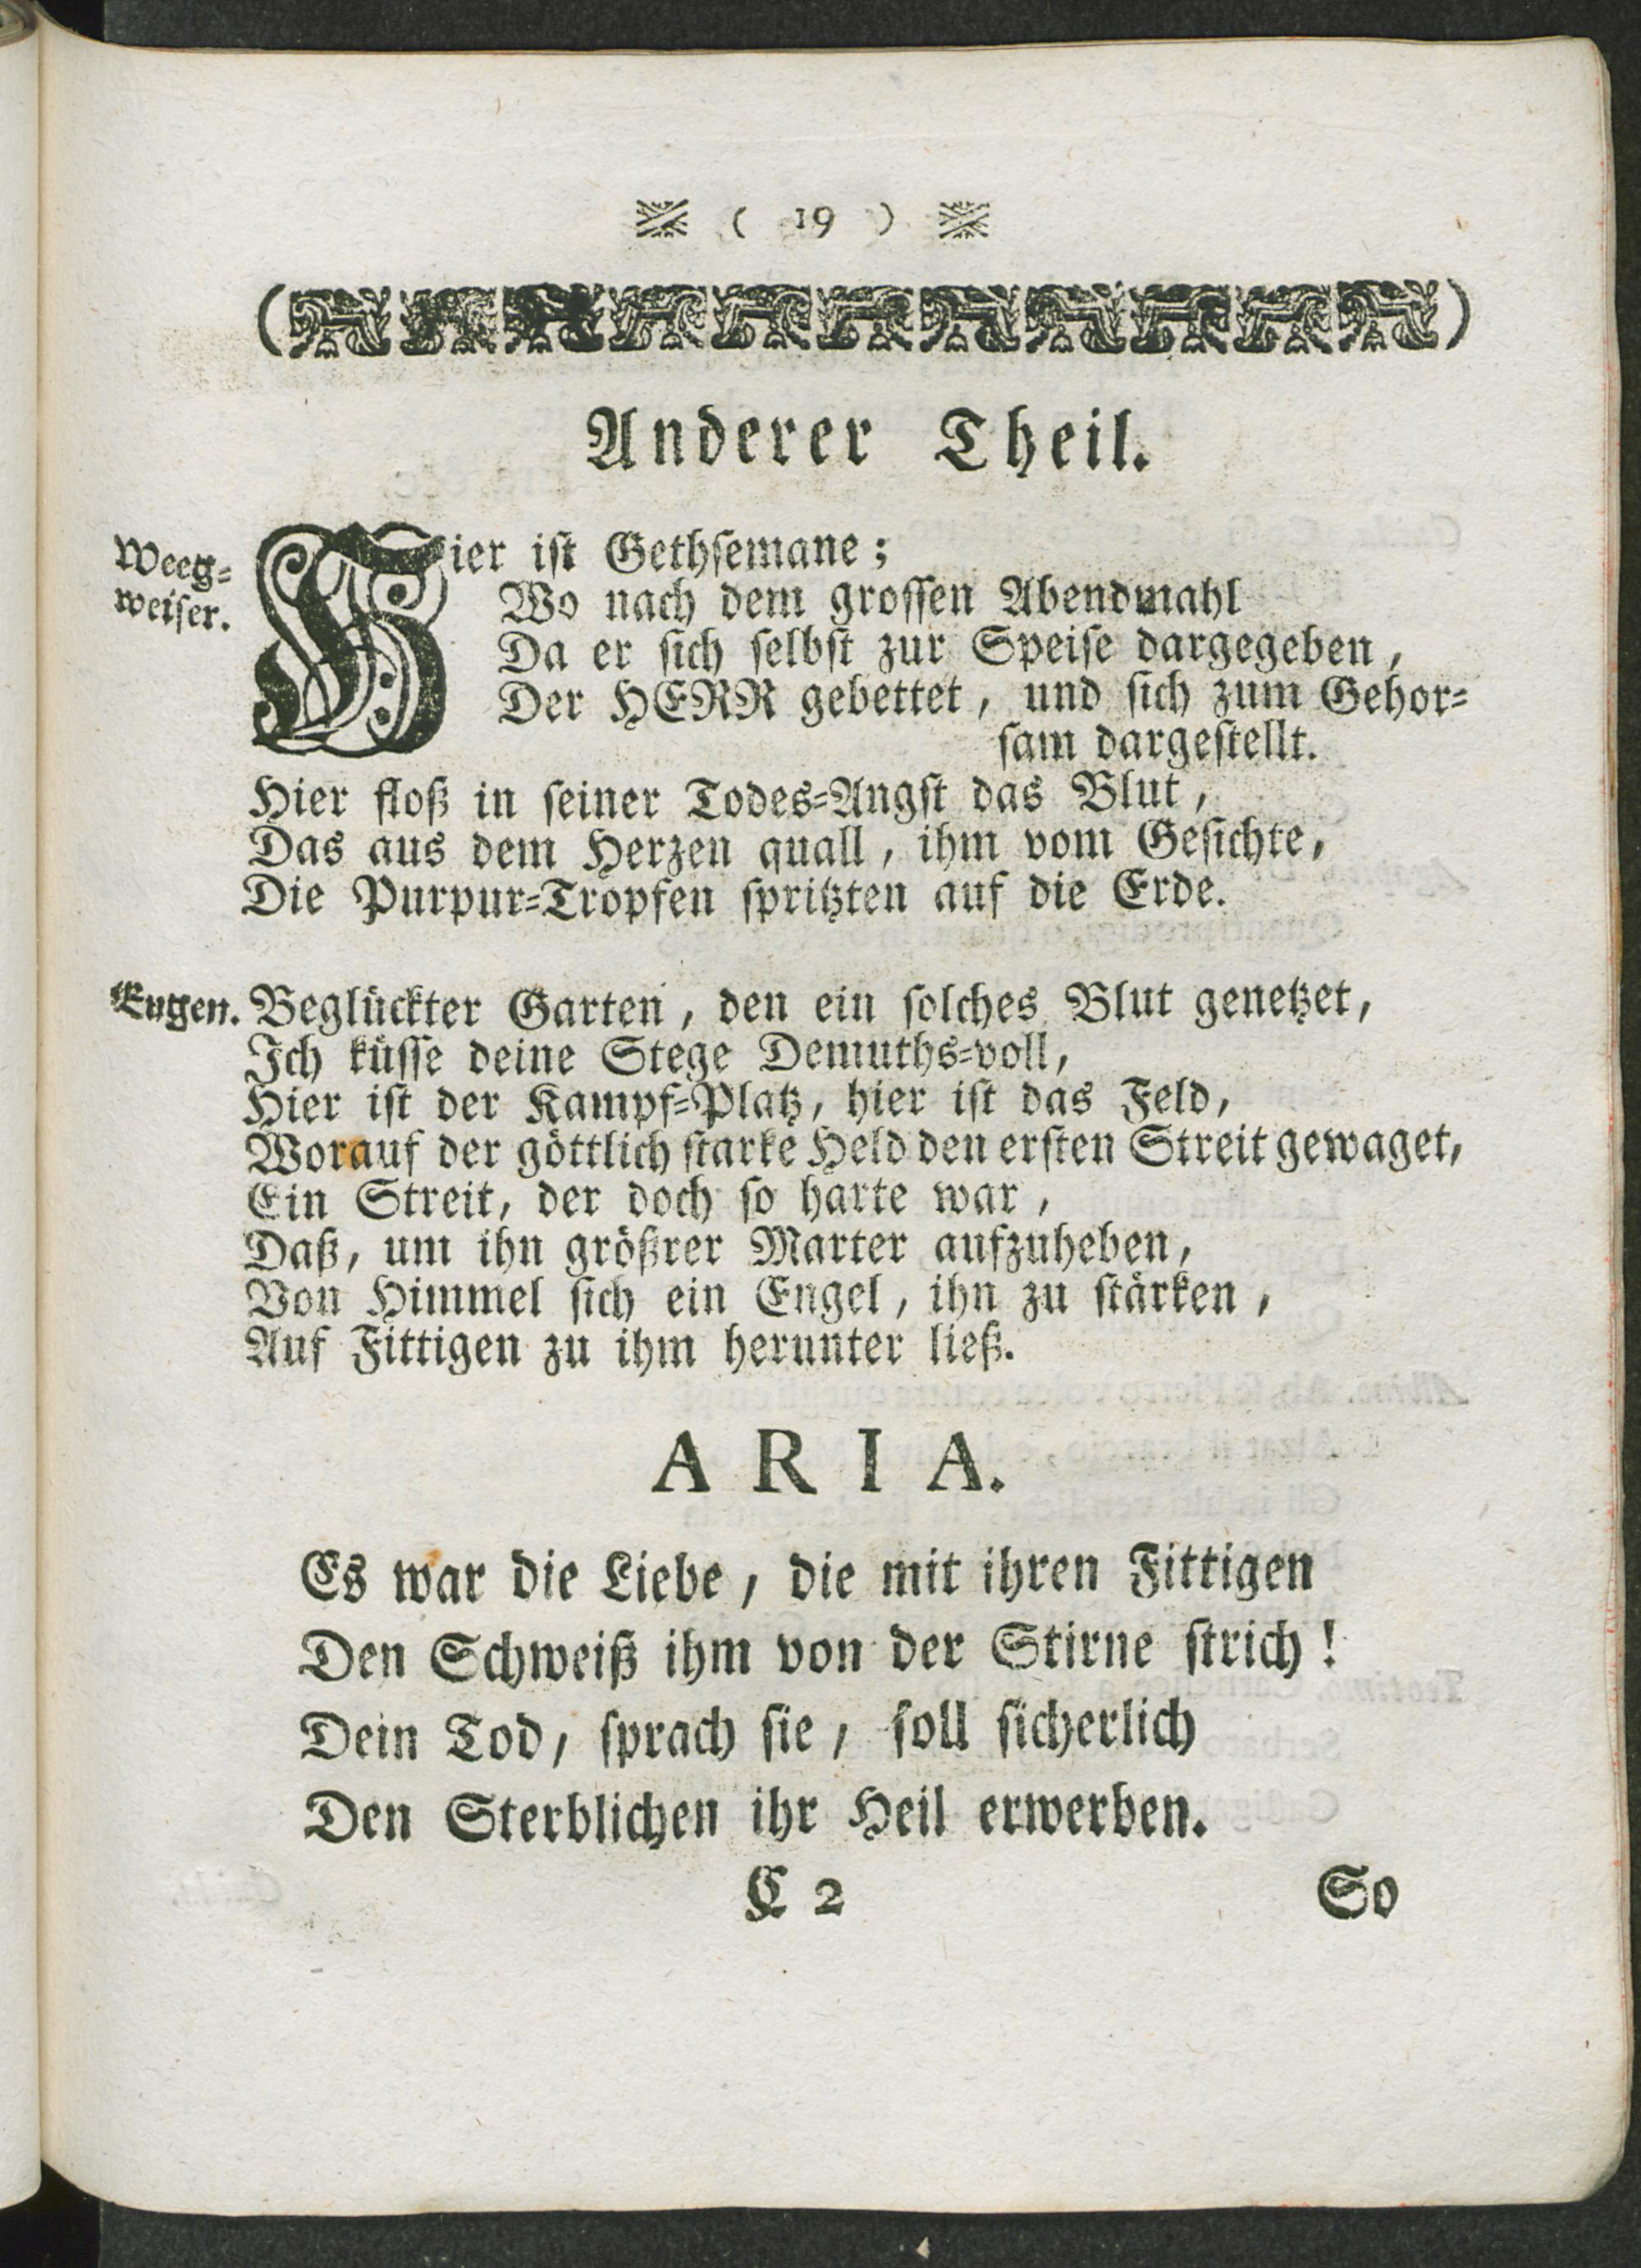 ( 19 )
Anderer Theil.
Weeg-
weiser.
Hier ist Gethsemane;
Wo nach dem grossen Abendmahl
Da er sich selbst zur Speise dargegeben,
Der HERR gebettet, und sich zum Gehor-
sam dargestellt.
Hier floß in seiner Todes-Angst das Blut,
Das aus dem Herzen quall, ihm vom Gesichte,
Die Purpur-Tropfen spritzten auf die Erde.
Eugen. Beglückter Garten, den ein solches Blut genetzet,
Ich küsse deine Stege Demuths-voll,
Hier ist der Kampf-Platz, hier ist das Feld,
Worauf der göttlich starke Held den ersten Streit gewaget,
Ein Streit, der doch so harte war,
Daß, um ihn größrer Marter aufzuheben,
Von Himmel sich ein Engel, ihn zu stärken,
Auf Fittigen zu ihm herunter ließ.
ARIA.
Es war die Liebe, die mit ihren Fittigen
Den Schweiß ihm von der Stirne strich!
Dein Tod, sprach sie, soll sicherlich
Den Sterblichen ihr Heil erwerben.
C 2 So